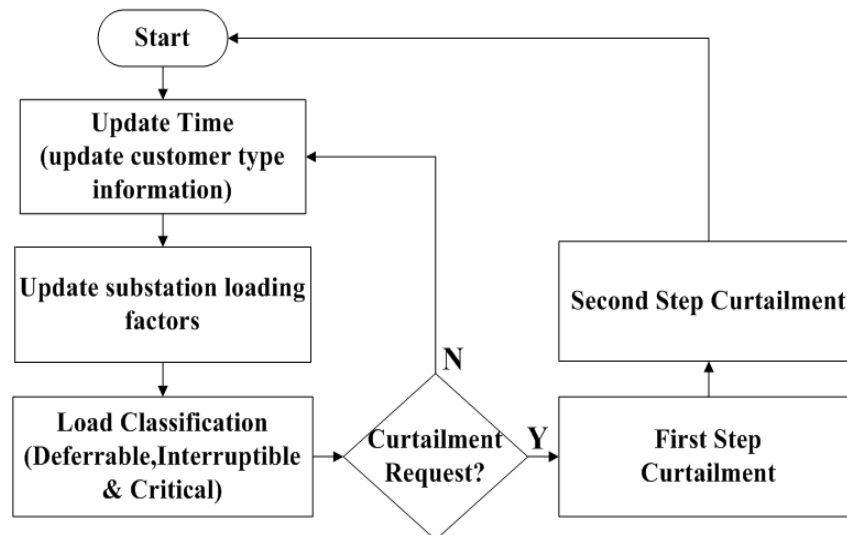 Start
Update Time
(update customer type
information)
Update substation loading
factors
Load Classification
(Deferrable,Interruptible
& Critical)
N
Curtailment
Request?
Y
Second Step Curtailment
First Step
Curtailment